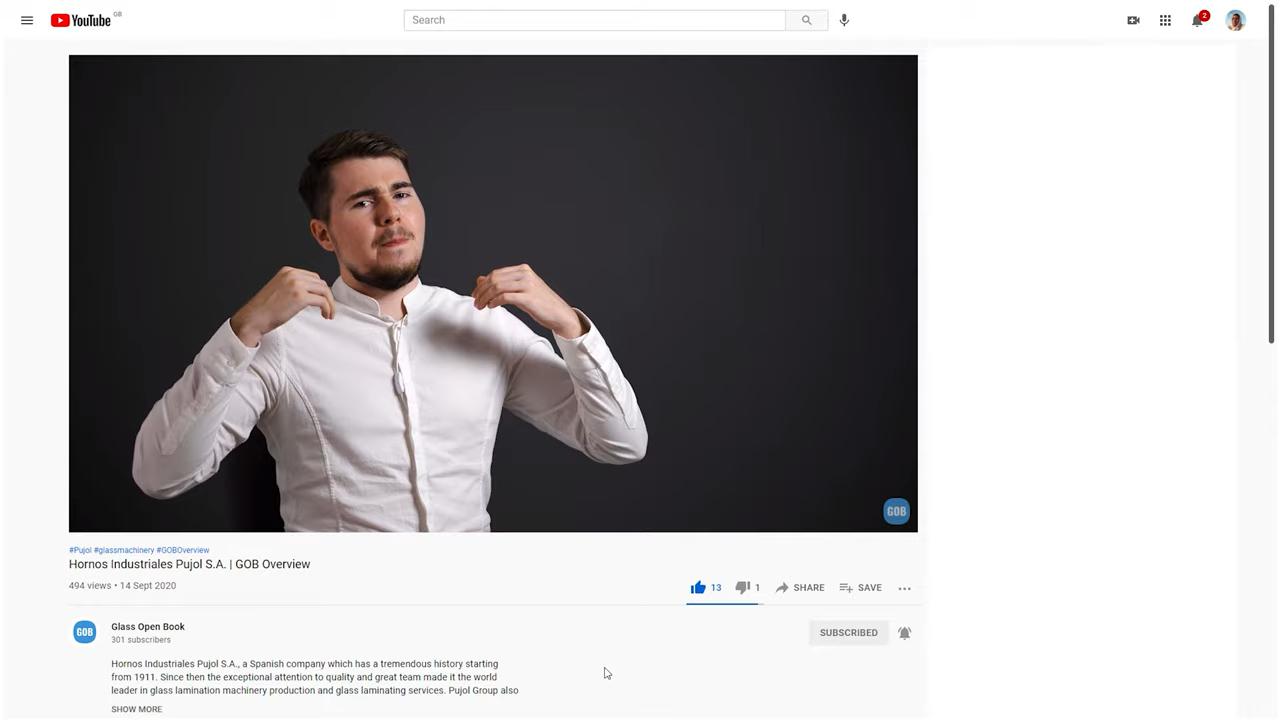 YouTube GB
Search
2
GOB
#Pujol #glassmachinery #GOBOverview
Hornos Industriales Pujol S.A. | GOB Overview
494 views • 14 Sept 2020
13 1 SHARE SAVE
GOB
Glass Open Book
301 subscribers
SUBSCRIBED
Hornos Industriales Pujol S.A., a Spanish company which has a tremendous history starting
from 1911. Since then the exceptional attention to quality and great team made it the world
leader in glass lamination machinery production and glass laminating services. Pujol Group also
SHOW MORE